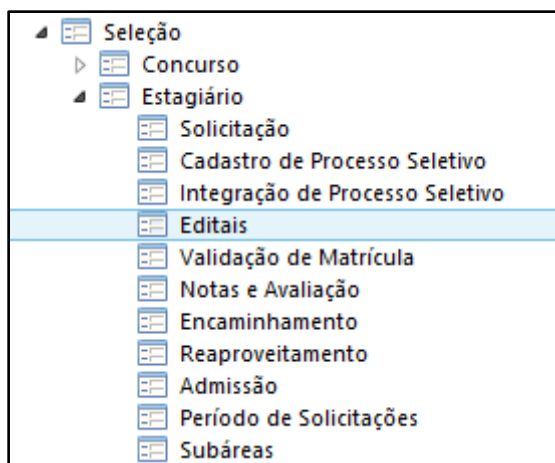 Seleção
Concurso
Estagiário
Solicitação
Cadastro de Processo Seletivo
Integração de Processo Seletivo
Editais
Validação de Matrícula
Notas e Avaliação
Encaminhamento
Reaproveitamento
Admissão
Período de Solicitações
Subáreas